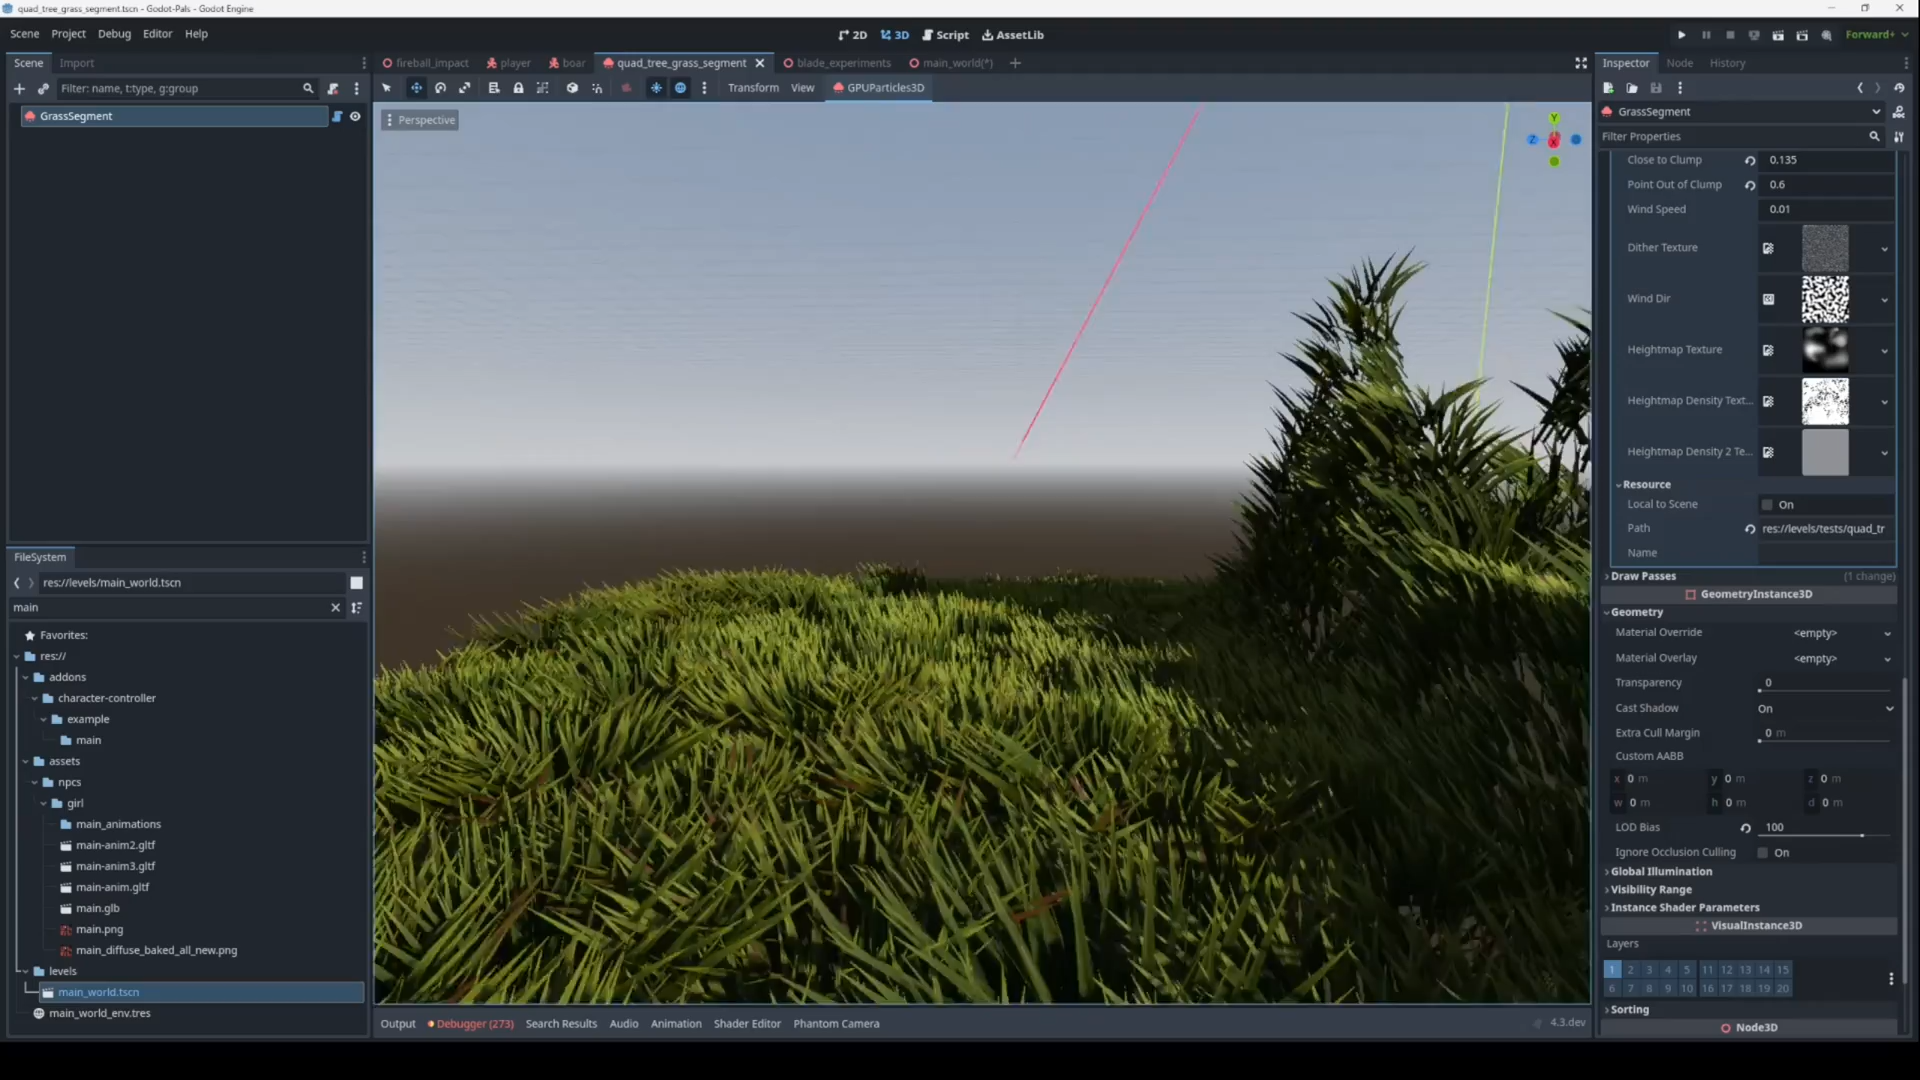 quad_tree_grass_segment.tscn - Godot-Pals - Godot Engine
Scene Project Debug Editor Help
2D 3D Script AssetLib
Forward+
Scene Import
Filter: name, t:type, g:group
GrassSegment
fireball_impact player boar quad_tree_grass_segment blade_experiments main_world(*)
Transform View GPUParticles3D
Perspective
Y
Z
X
FileSystem
res://levels/main_world.tscn
main
Favorites:
res://
addons
character-controller
example
main
assets
npcs
girl
main_animations
main-anim2.gltf
main-anim3.gltf
main-anim.gltf
main.glb
main.png
main_diffuse_baked_all_new.png
levels
main_world.tscn
main_world_env.tres
Output Debugger (273) Search Results Audio Animation Shader Editor Phantom Camera
4.3.dev
Inspector Node History
GrassSegment
Filter Properties
Close to Clump 0.135
Point Out of Clump 0.6
Wind Speed 0.01
Dither Texture
Wind Dir
Heightmap Texture
Heightmap Density Text...
Heightmap Density 2 Te...
Resource
Local to Scene On
Path res://levels/tests/quad_tr
Name
Draw Passes (1 change)
GeometryInstance3D
Geometry
Material Override <empty>
Material Overlay <empty>
Transparency 0
Cast Shadow On
Extra Cull Margin 0 m
Custom AABB
x 0 m y 0 m z 0 m
w 0 m h 0 m d 0 m
LOD Bias 100
Ignore Occlusion Culling On
Global Illumination
Visibility Range
Instance Shader Parameters
VisualInstance3D
Layers
1 2 3 4 5 11 12 13 14 15
6 7 8 9 10 16 17 18 19 20
Sorting
Node3D